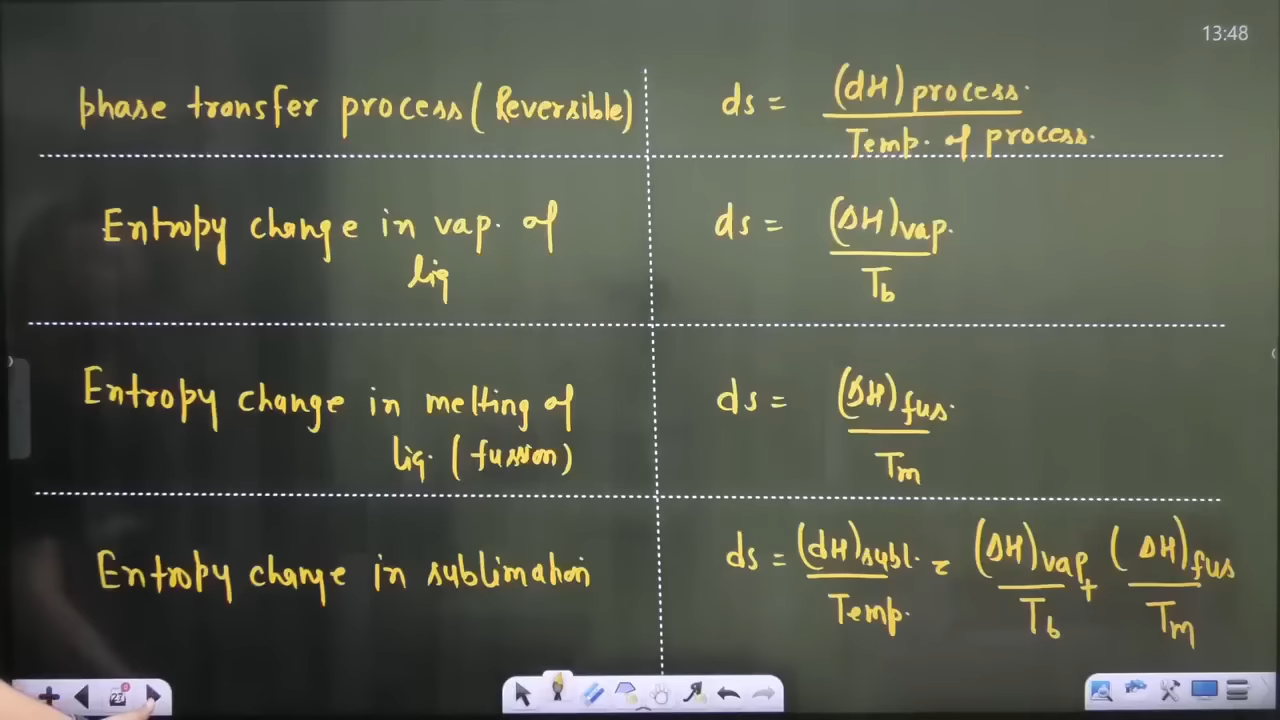 13:48
phase transfer process (Reversible) ds = (dH) process. / Temp. of process.
Entropy change in vap. of ds = (ΔH)vap. / Tb
liq
Entropy change in melting of ds = (ΔH)fus. / Tm
liq. (fussion)
Entropy change in sublimation ds = (dH)subl. / Temp. = (ΔH)vap / Tb + (ΔH)fus / Tm
27